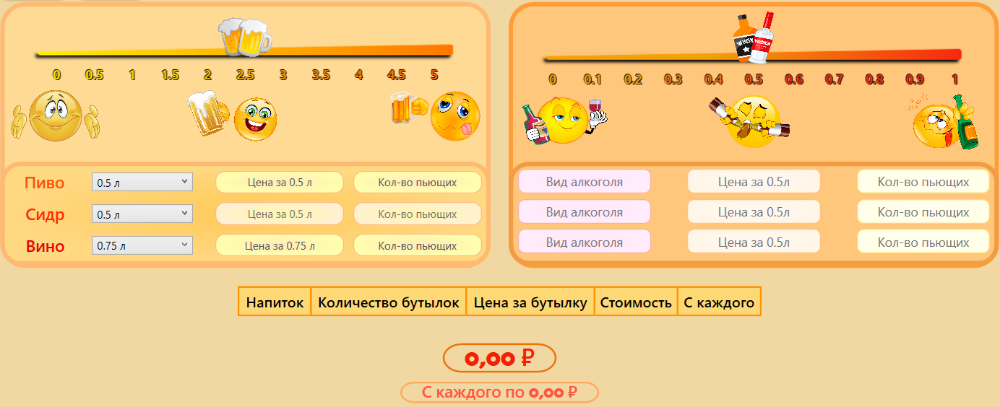 0 0.5 1 1.5 2 2.5 3 3.5 4 4.5 5
WHISK
VODKA
0 0.1 0.2 0.3 0.4 0.5 0.6 0.7 0.8 0.9 1
Пиво 0.5 л Цена за 0.5 л Кол-во пьющих
Сидр 0.5 л Цена за 0.5 л Кол-во пьющих
Вино 0.75 л Цена за 0.75 л Кол-во пьющих
Вид алкоголя Цена за 0.5л Кол-во пьющих
Вид алкоголя Цена за 0.5л Кол-во пьющих
Вид алкоголя Цена за 0.5л Кол-во пьющих
Напиток Количество бутылок Цена за бутылку Стоимость С каждого
0,00 ₽
С каждого по 0,00 ₽